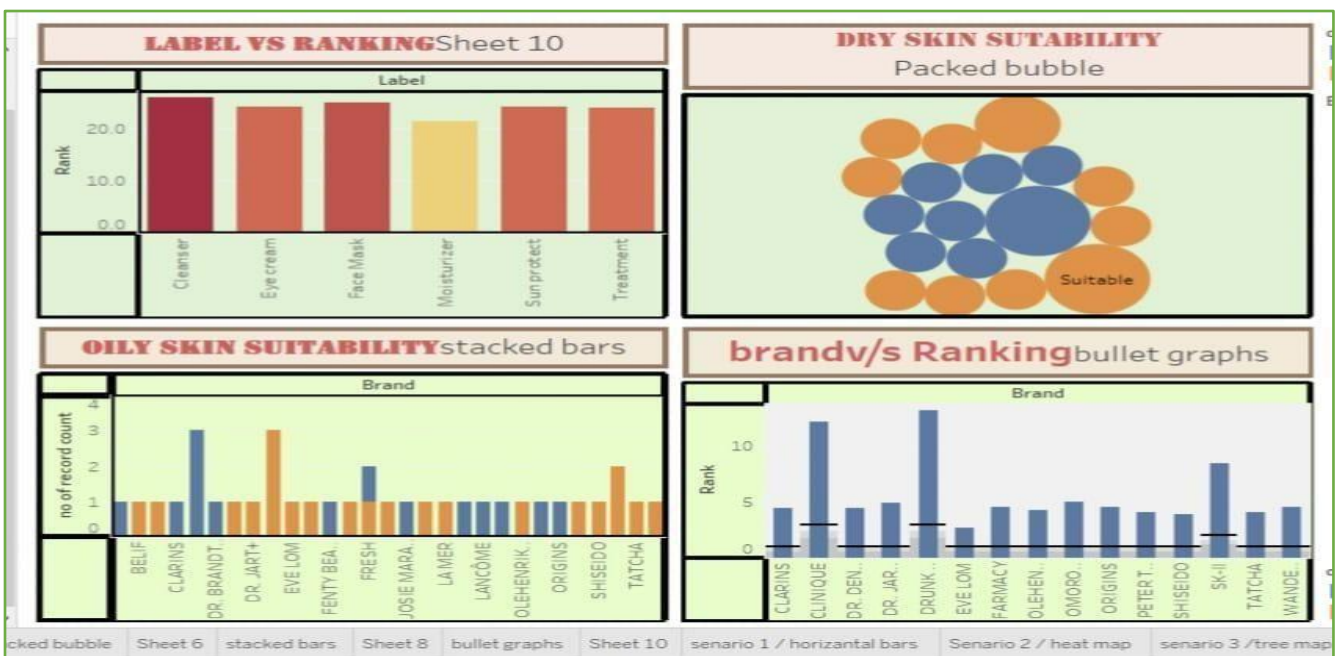 LABEL VS RANKINGSheet 10
Label
Rank
20.0
10.0
0.0
Cleanser
Eye cream
Face Mask
Moisturizer
Sun protect
Treatment
DRY SKIN SUTABILITY
Packed bubble
Suitable
OILY SKIN SUITABILITYstacked bars
Brand
no of record count
4
3
2
1
0
BELIF
CLARINS
DR. BRANDT..
DR. JART+
EVE LOM
FENTY BEA..
FRESH
JOSIE MARA..
LA MER
LANCÔME
OLEHENRIK..
ORIGINS
SHISEIDO
TATCHA
brandv/s Rankingbullet graphs
Brand
Rank
10
5
0
CLARINS
CLINIQUE
DR. DEN..
DR. JAR..
DRUNK..
EVE LOM
FARMACY
OLEHEN..
OMORO..
ORIGINS
PETER T..
SHISEIDO
SK-II
TATCHA
WANDE..
cked bubble
Sheet 6
stacked bars
Sheet 8
bullet graphs
Sheet 10
senario 1 / horizantal bars
Senario 2 / heat map
senario 3 /tree map